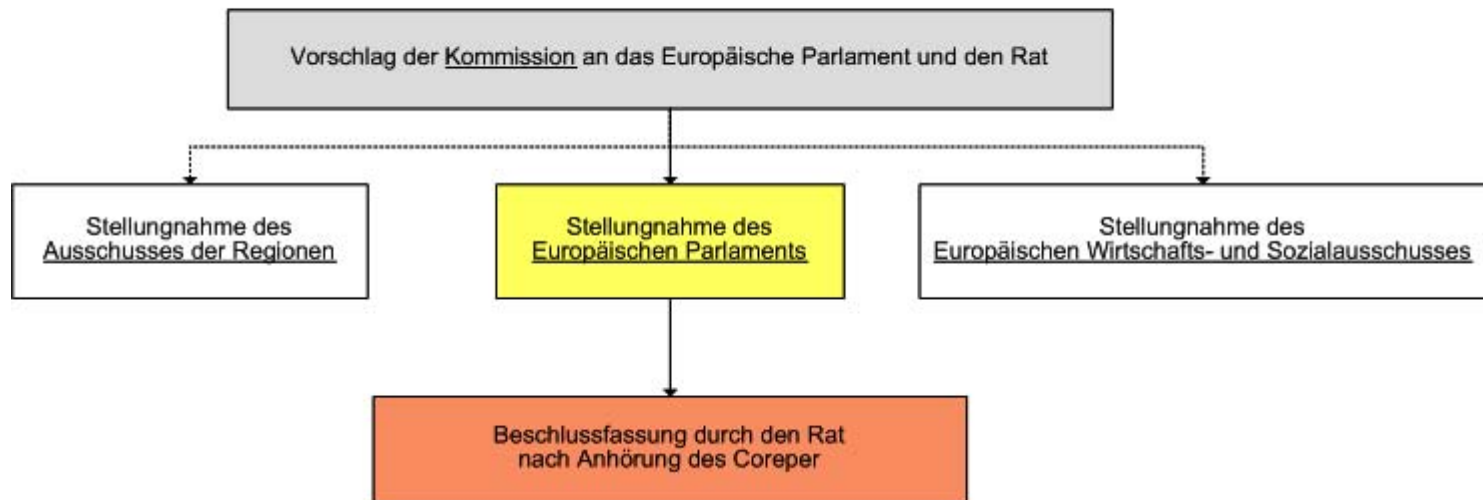 Vorschlag der Kommission an das Europäische Parlament und den Rat
Stellungnahme des
Ausschusses der Regionen
Stellungnahme des
Europäischen Parlaments
Stellungnahme des
Europäischen Wirtschafts- und Sozialausschusses
Beschlussfassung durch den Rat
nach Anhörung des Coreper